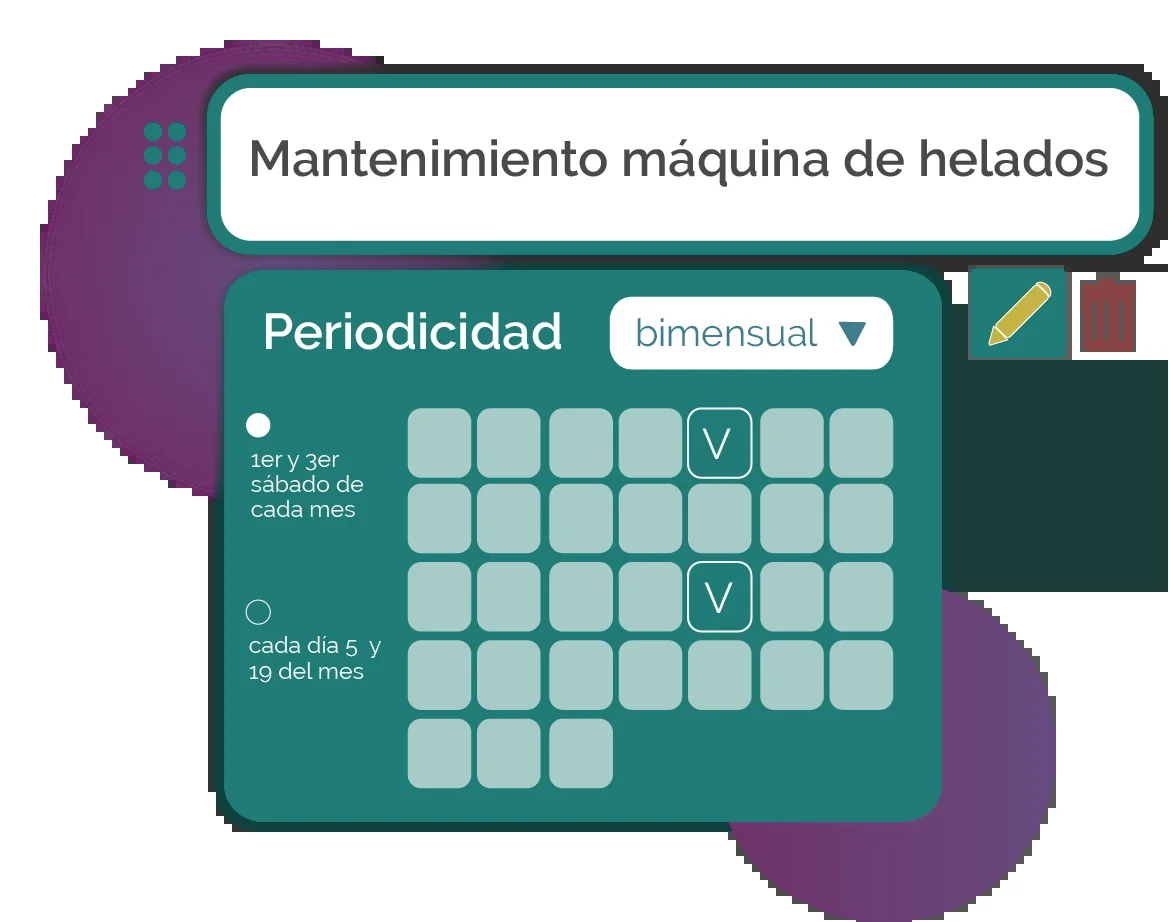 Mantenimiento máquina de helados
Periodicidad
bimensual
1er y 3er
sábado de
cada mes
V
V
cada día 5 y
19 del mes